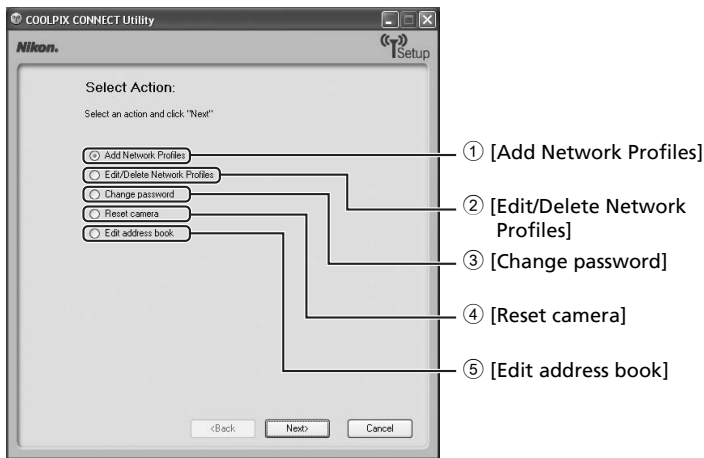 COOLPIX CONNECT Utility
Nikon.
Setup
Select Action:
Select an action and click "Next"
Add Network Profiles
Edit/Delete Network Profiles
Change password
Reset camera
Edit address book
<Back
Next>
Cancel
① [Add Network Profiles]
② [Edit/Delete Network
Profiles]
③ [Change password]
④ [Reset camera]
⑤ [Edit address book]